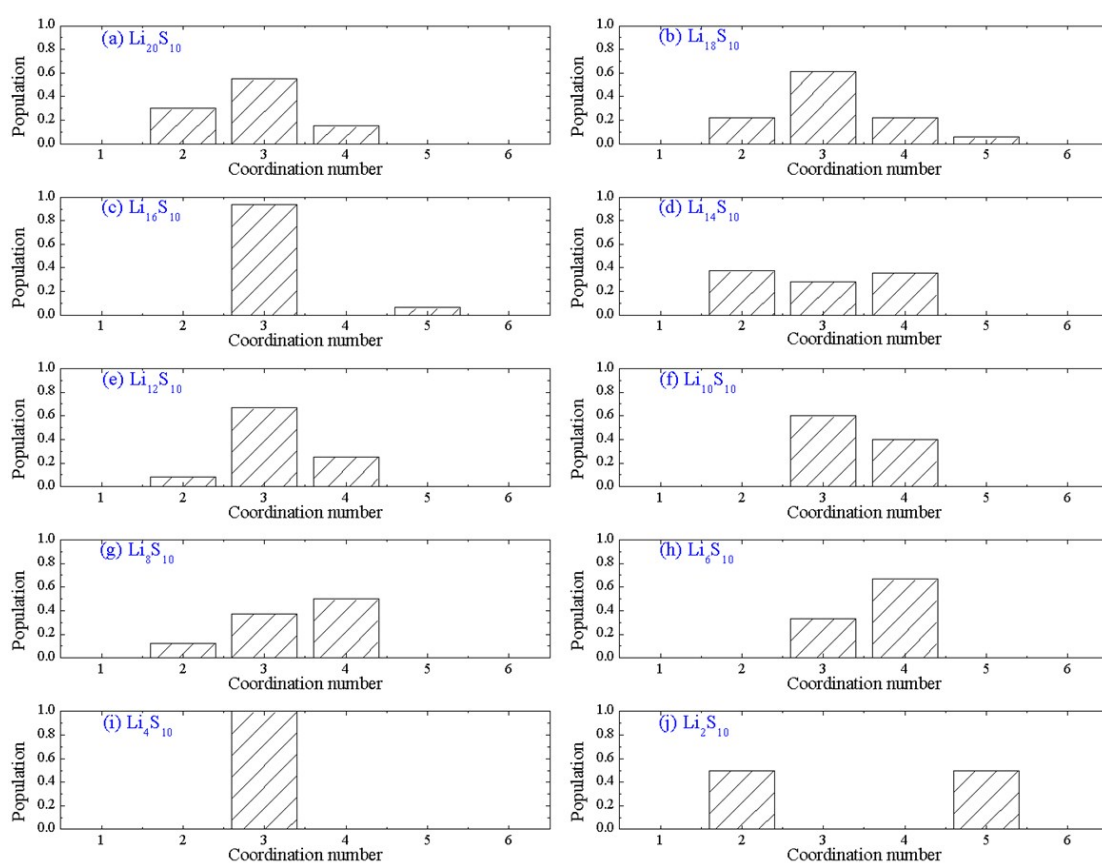 (a) Li₂₀S₁₀
Population
1.0
0.8
0.6
0.4
0.2
0.0
1 2 3 4 5 6
Coordination number
(b) Li₁₈S₁₀
Population
1.0
0.8
0.6
0.4
0.2
0.0
1 2 3 4 5 6
Coordination number
(c) Li₁₆S₁₀
Population
1.0
0.8
0.6
0.4
0.2
0.0
1 2 3 4 5 6
Coordination number
(d) Li₁₄S₁₀
Population
1.0
0.8
0.6
0.4
0.2
0.0
1 2 3 4 5 6
Coordination number
(e) Li₁₂S₁₀
Population
1.0
0.8
0.6
0.4
0.2
0.0
1 2 3 4 5 6
Coordination number
(f) Li₁₀S₁₀
Population
1.0
0.8
0.6
0.4
0.2
0.0
1 2 3 4 5 6
Coordination number
(g) Li₈S₁₀
Population
1.0
0.8
0.6
0.4
0.2
0.0
1 2 3 4 5 6
Coordination number
(h) Li₆S₁₀
Population
1.0
0.8
0.6
0.4
0.2
0.0
1 2 3 4 5 6
Coordination number
(i) Li₄S₁₀
Population
1.0
0.8
0.6
0.4
0.2
0.0
1 2 3 4 5 6
Coordination number
(j) Li₂S₁₀
Population
1.0
0.8
0.6
0.4
0.2
0.0
1 2 3 4 5 6
Coordination number